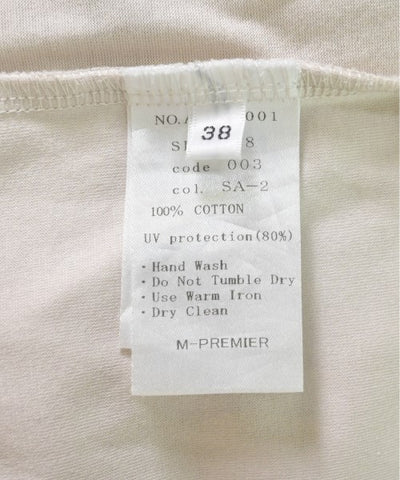 NO. 001
38
8
code 003
col. SA-2
100% COTTON
UV protection(80%)
・Hand Wash
・Do Not Tumble Dry
・Use Warm Iron
・Dry Clean
M-PREMIER